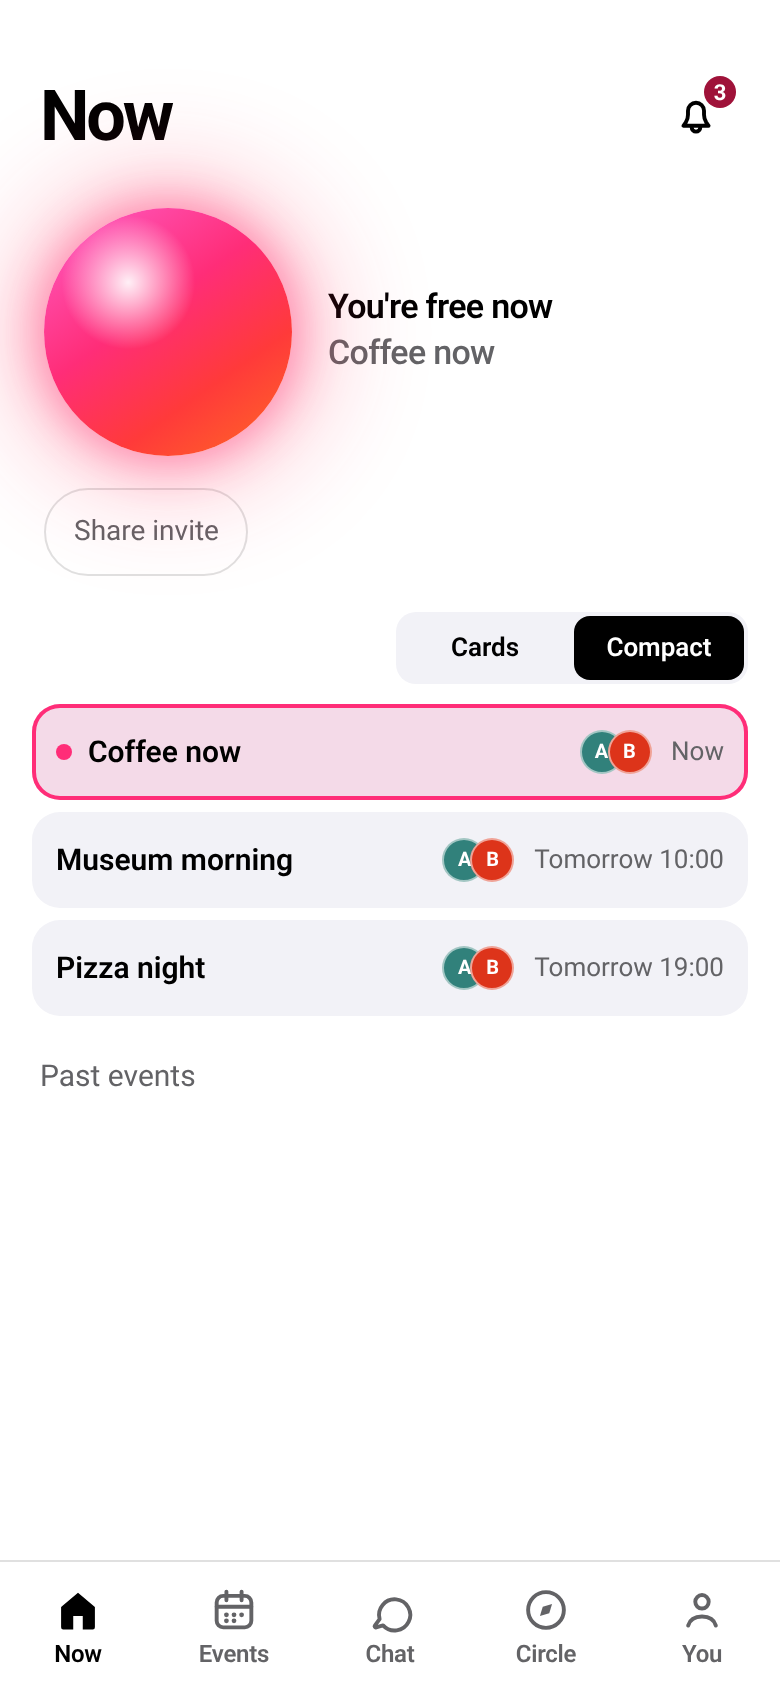 Now
3
You're free now
Coffee now
Share invite
Cards
Compact
Coffee now
A
B
Now
Museum morning
A
B
Tomorrow 10:00
Pizza night
A
B
Tomorrow 19:00
Past events
Now
Events
Chat
Circle
You